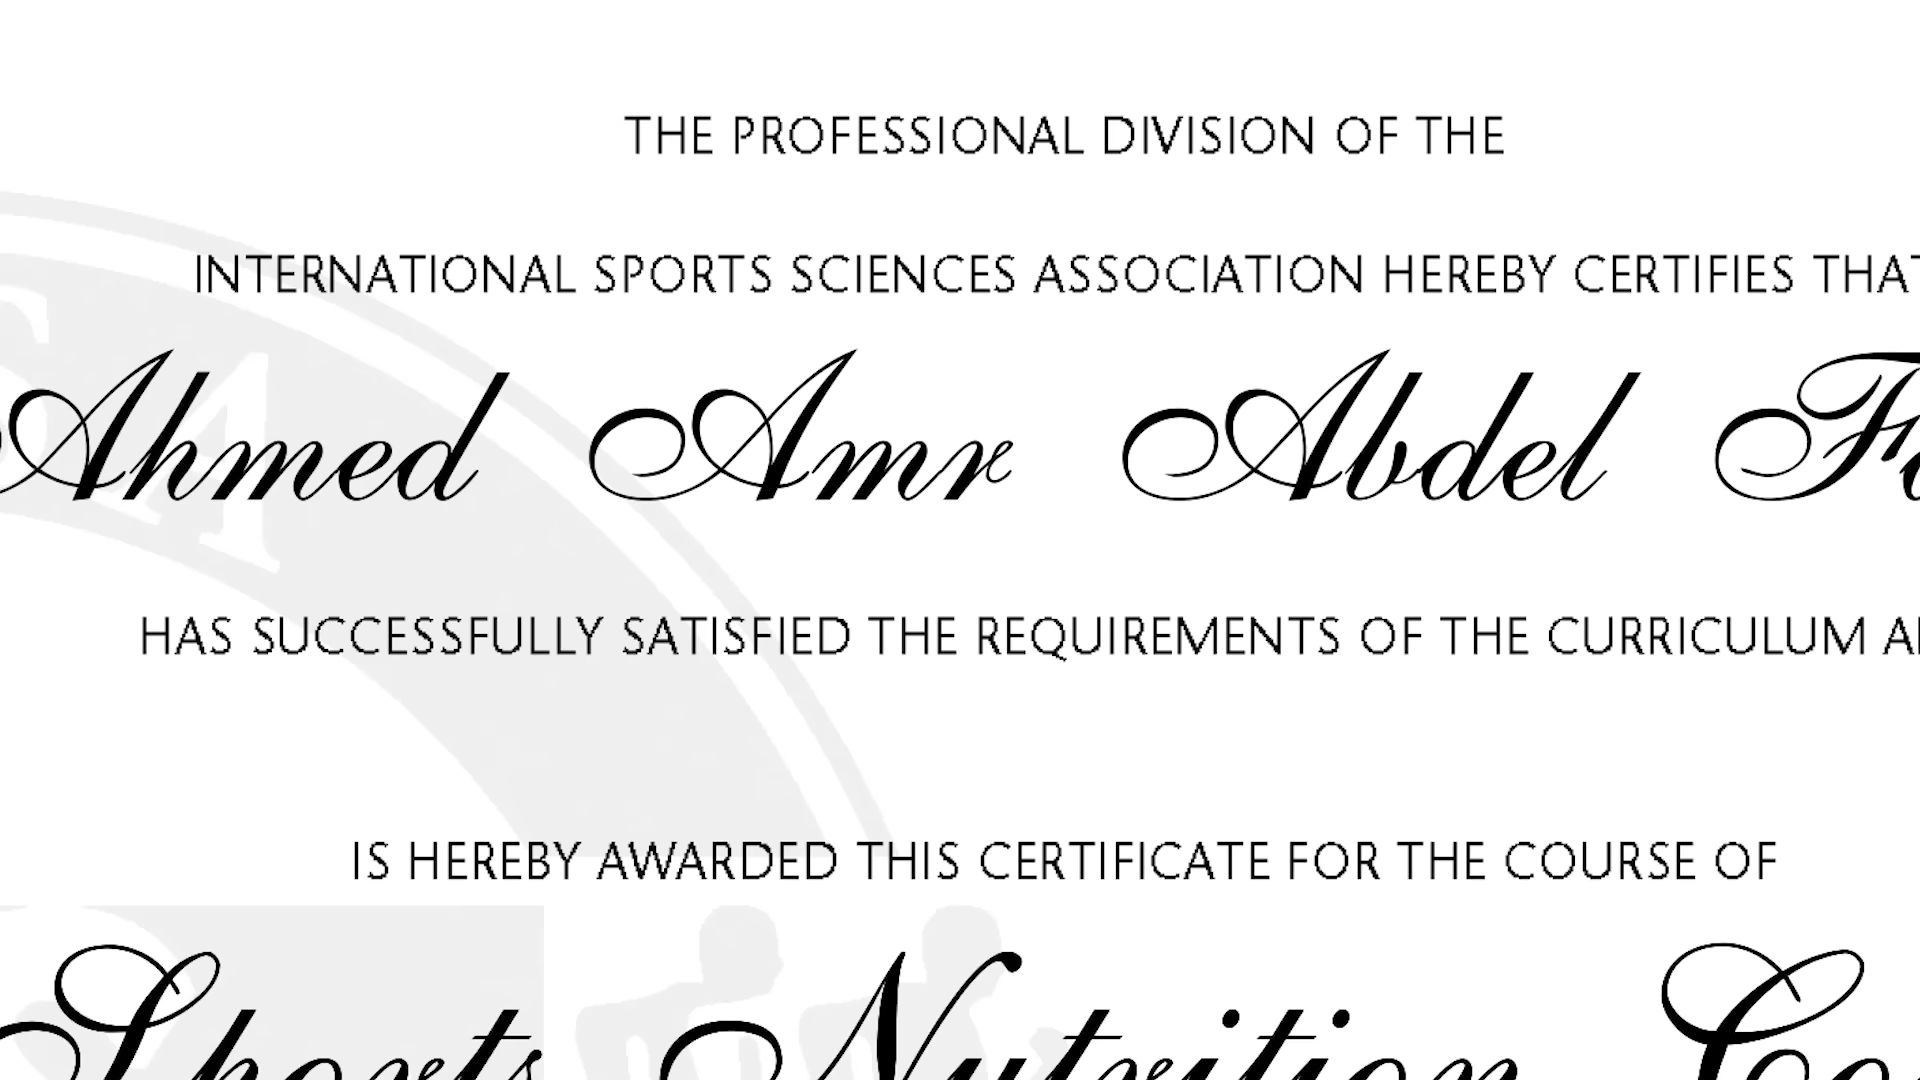 THE PROFESSIONAL DIVISION OF THE
INTERNATIONAL SPORTS SCIENCES ASSOCIATION HEREBY CERTIFIES THAT
Ahmed Amr Abdel
HAS SUCCESSFULLY SATISFIED THE REQUIREMENTS OF THE CURRICULUM
IS HEREBY AWARDED THIS CERTIFICATE FOR THE COURSE OF
Sports Nutrition